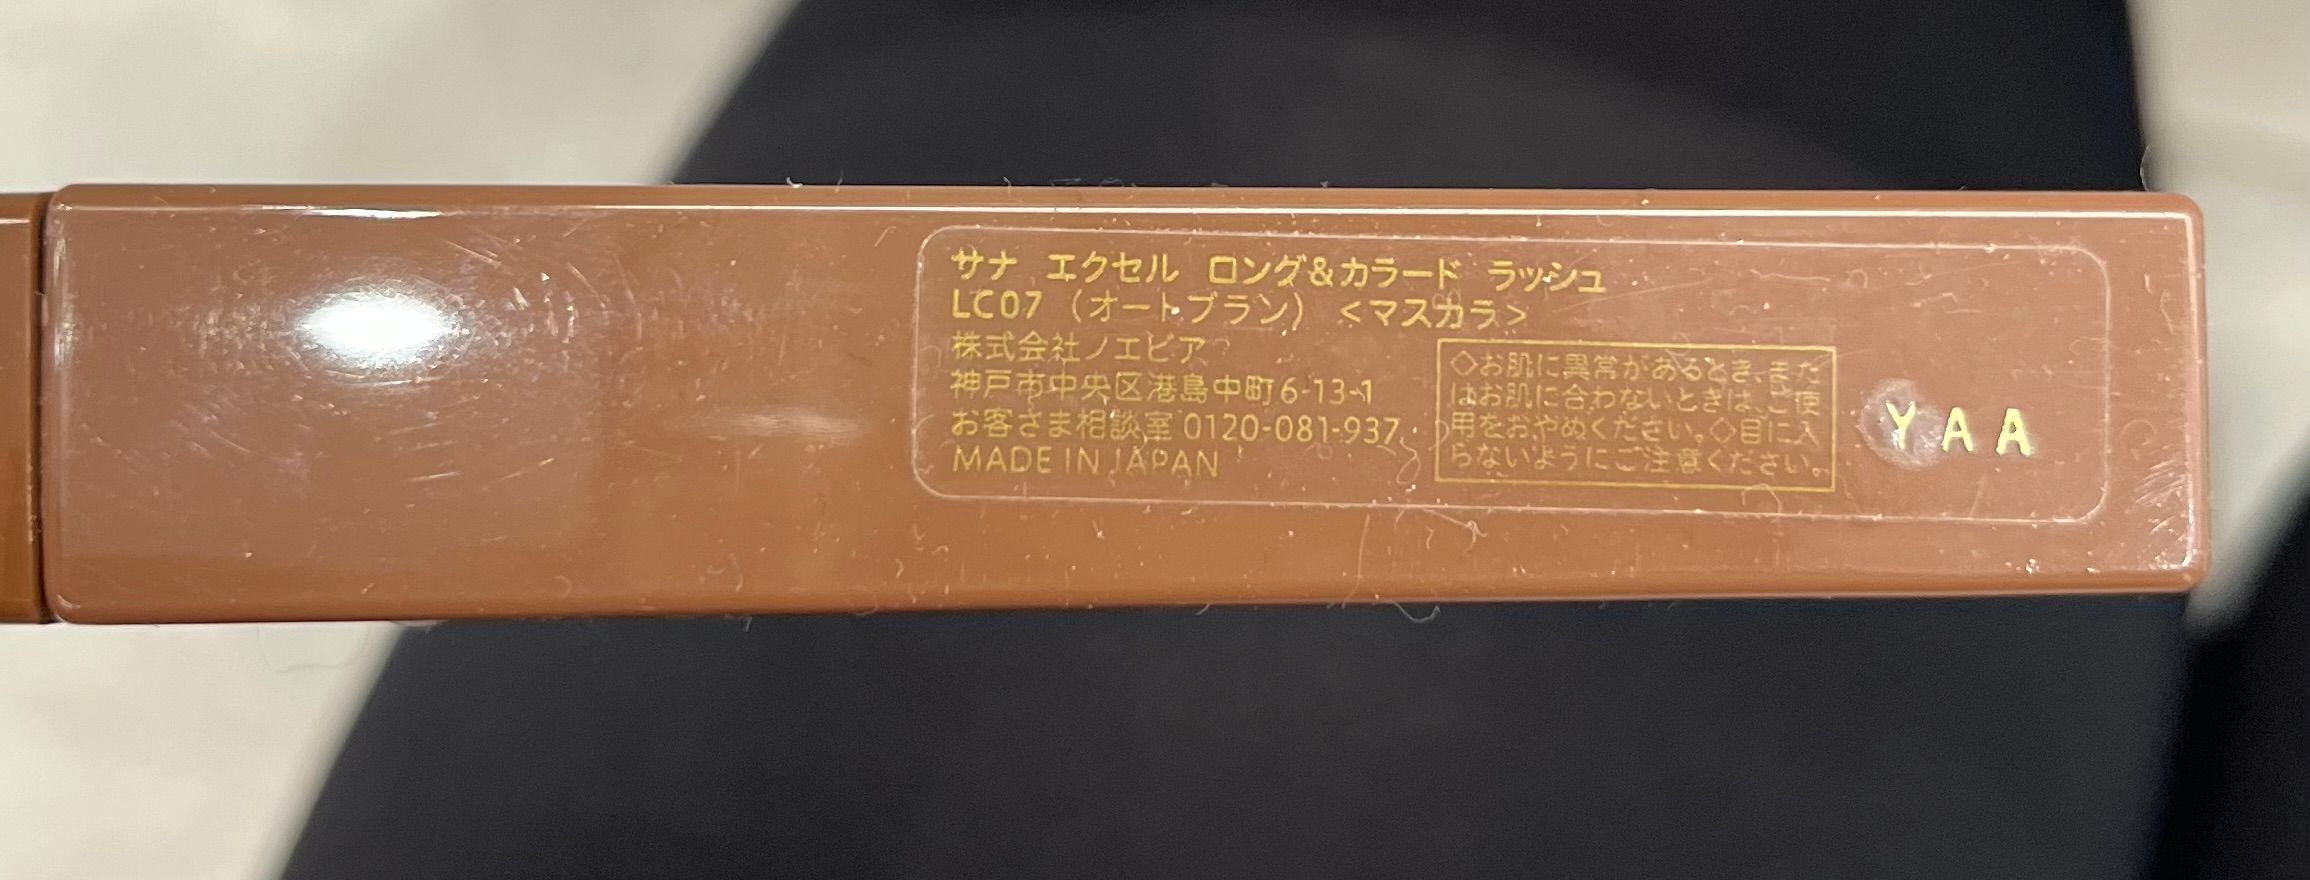 サナ エクセル ロング&カラード ラッシュ
LC07 (オートブラン) <マスカラ>
株式会社ノエビア
神戸市中央区港島中町6-13-1
お客さま相談室 0120-081-937
MADE IN JAPAN
◇お肌に異常があるとき、また
はお肌に合わないときは、ご使
用をおやめください。◇目に入
らないようにご注意ください。
YAA